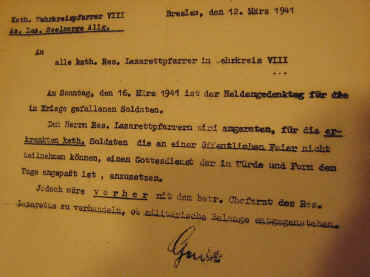 Kath. Wehrkreispfarrer VIII
Breslau, den 12. März 1941
Az. Las. Seelsorge Allg.
An
alle kath. Res. Lazarettpfarrer in Wehrkreis VIII
Am Sonntag, den 16. März 1941 ist der Heldengedenktag für die
im Kriege gefallenen Soldaten.
Den Herrn Res. Lazarettpfarrern wird angeraten, für die er-
krankten kath. Soldaten die an einer öffentlichen Feier nicht
teilnehmen können, einen Gottesdienst der in Würde und Form dem
Tage angepaßt ist, anzusetzen.
Jedoch wäre vorher mit dem betr. Chefarzt des Res.
Lazaretts zu verhandeln, ob militärische Belange entgegenstehen.